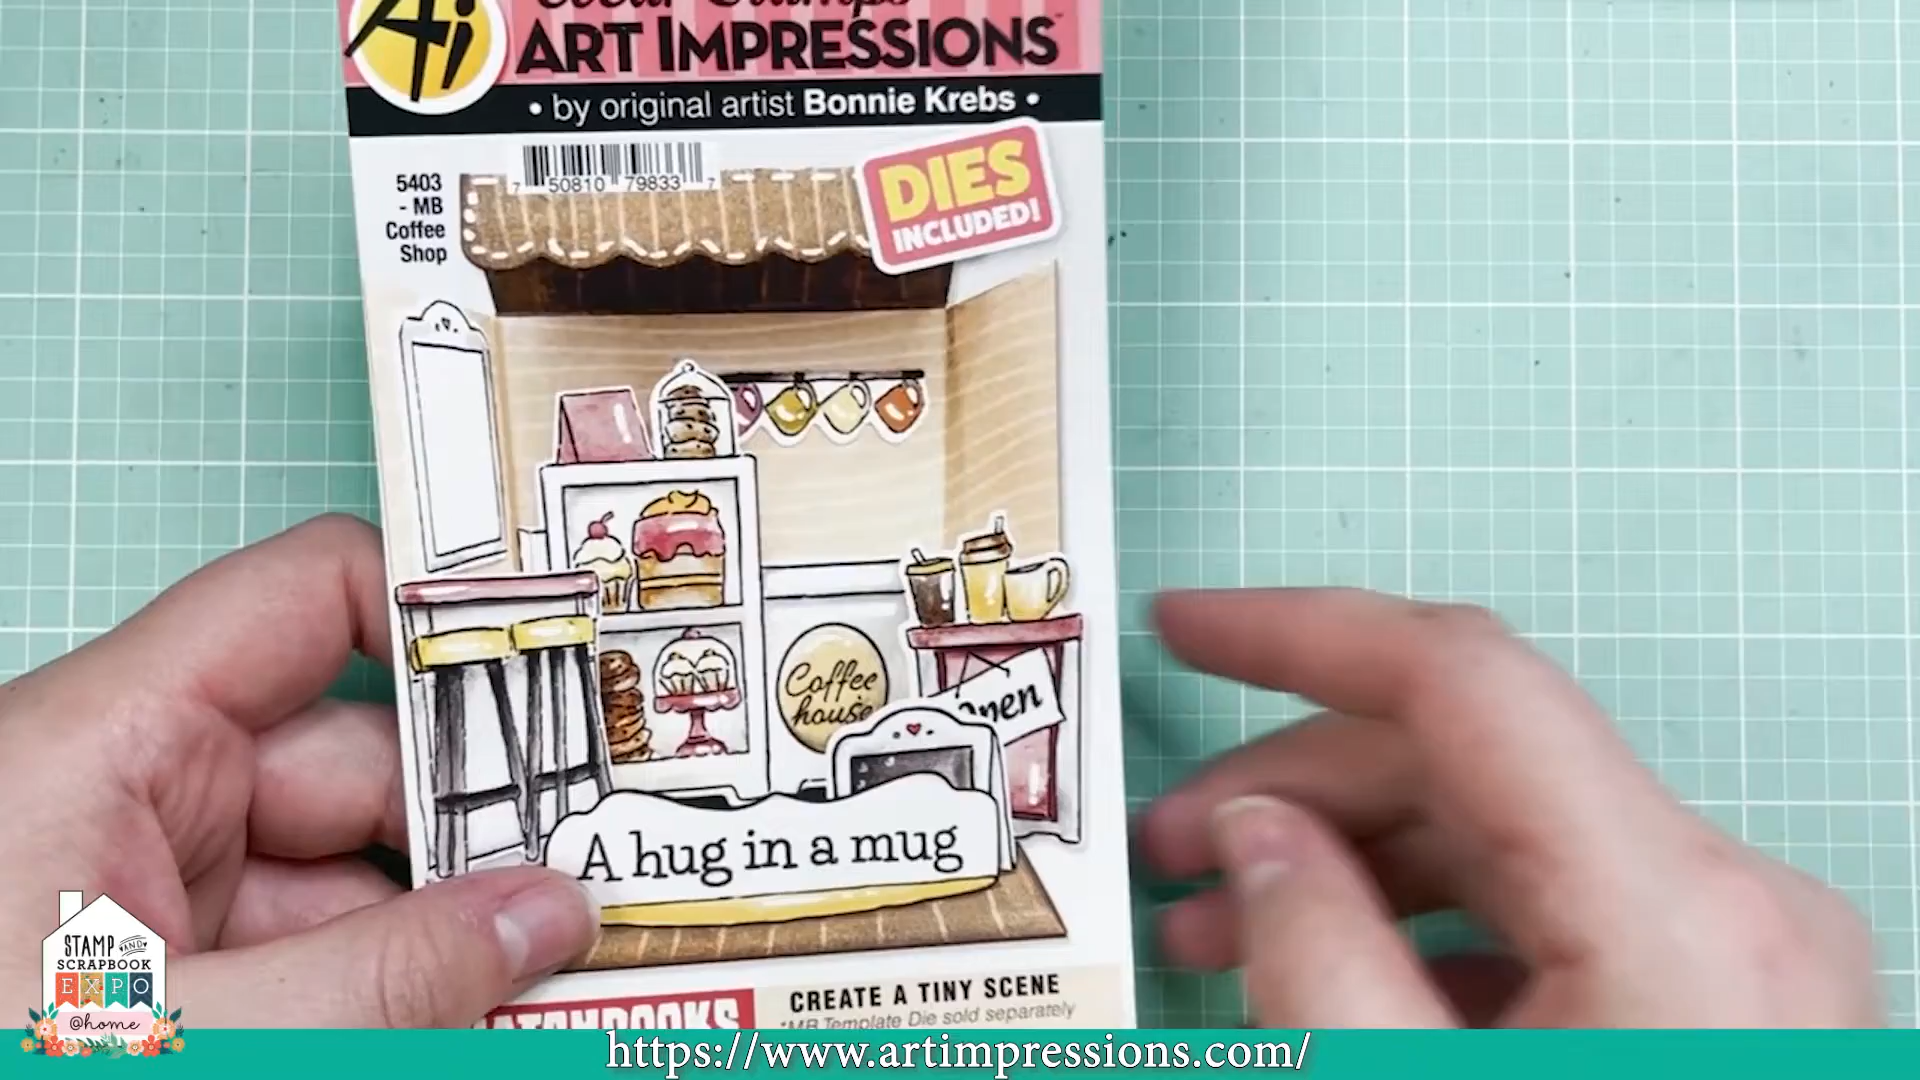 Ai
ART IMPRESSIONS
• by original artist Bonnie Krebs •
5403
- MB
Coffee
Shop
7 50810 79833 7
DIES
INCLUDED!
Coffee
house
A hug in a mug
CREATE A TINY SCENE
*MB Template Die sold separately
STAMP AND
SCRAPBOOK
EXPO
@home
https://www.artimpressions.com/